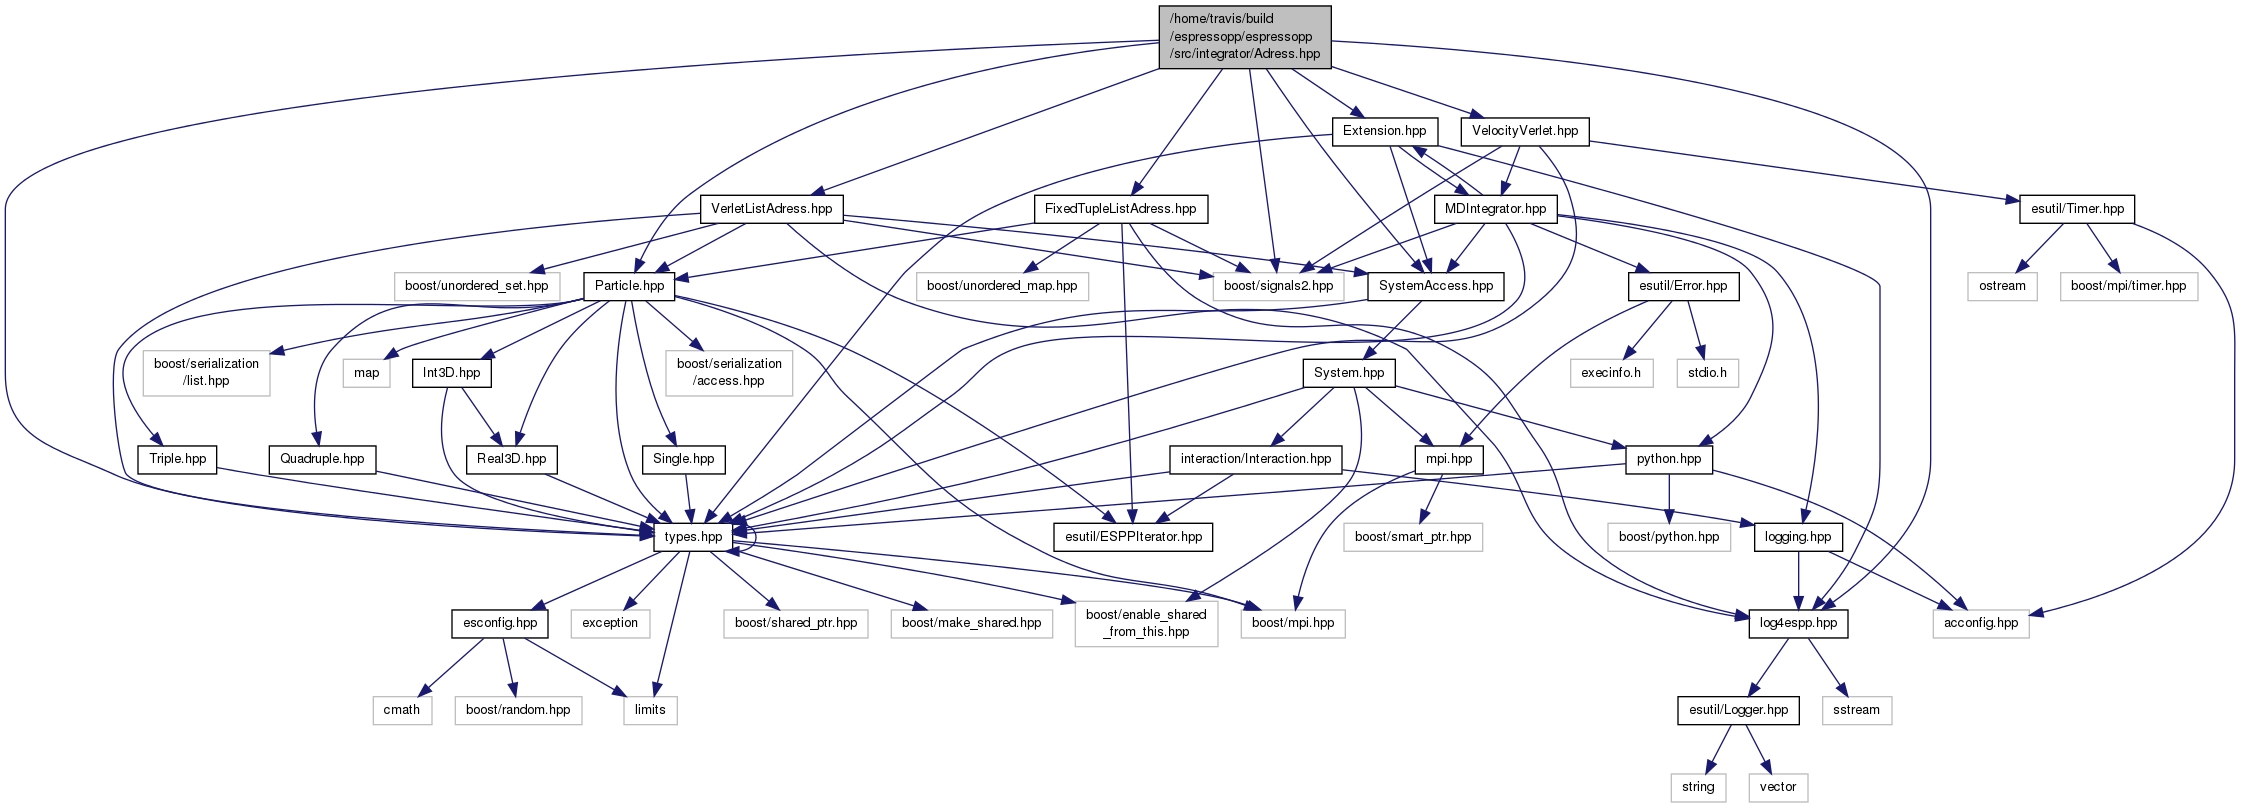 /home/travis/build
/espressopp/espressopp
/src/integrator/Adress.hpp
Extension.hpp
VelocityVerlet.hpp
VerletListAdress.hpp
FixedTupleListAdress.hpp
MDIntegrator.hpp
esutil/Timer.hpp
boost/unordered_set.hpp
Particle.hpp
boost/unordered_map.hpp
boost/signals2.hpp
SystemAccess.hpp
esutil/Error.hpp
ostream
boost/mpi/timer.hpp
boost/serialization
/list.hpp
map
Int3D.hpp
boost/serialization
/access.hpp
System.hpp
execinfo.h
stdio.h
Triple.hpp
Quadruple.hpp
Real3D.hpp
Single.hpp
interaction/Interaction.hpp
mpi.hpp
python.hpp
types.hpp
esutil/ESPPIterator.hpp
boost/smart_ptr.hpp
boost/python.hpp
logging.hpp
esconfig.hpp
exception
boost/shared_ptr.hpp
boost/make_shared.hpp
boost/enable_shared
_from_this.hpp
boost/mpi.hpp
log4espp.hpp
acconfig.hpp
cmath
boost/random.hpp
limits
esutil/Logger.hpp
sstream
string
vector